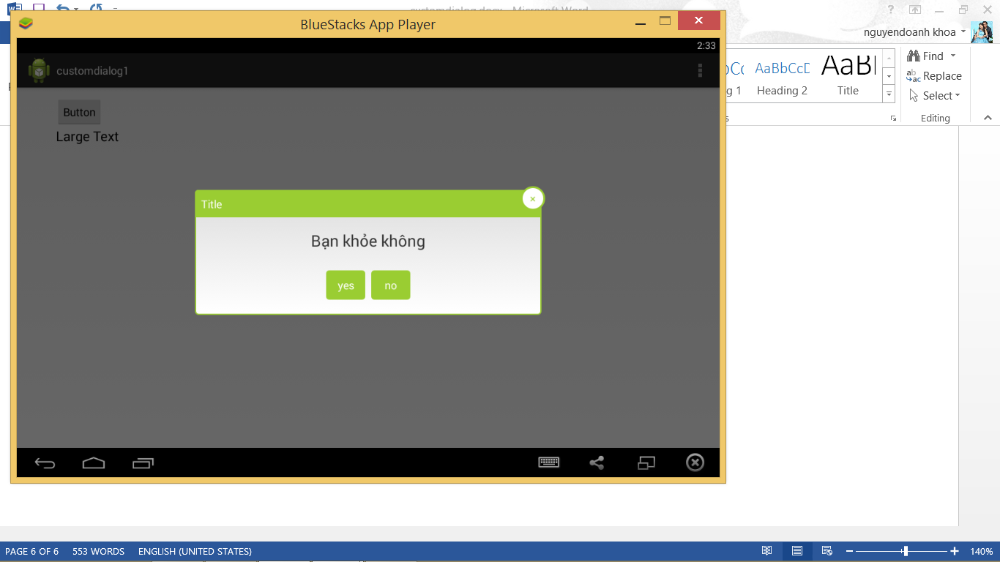 customdialog.docx - Microsoft Word
BlueStacks App Player
nguyendoanh khoa
2:33
customdialog1
Button
Large Text
Title
×
Bạn khỏe không
yes
no
AaBbCcD
AaB
g 1
Heading 2
Title
s
Find
abac Replace
Select
Editing
PAGE 6 OF 6
553 WORDS
ENGLISH (UNITED STATES)
140%